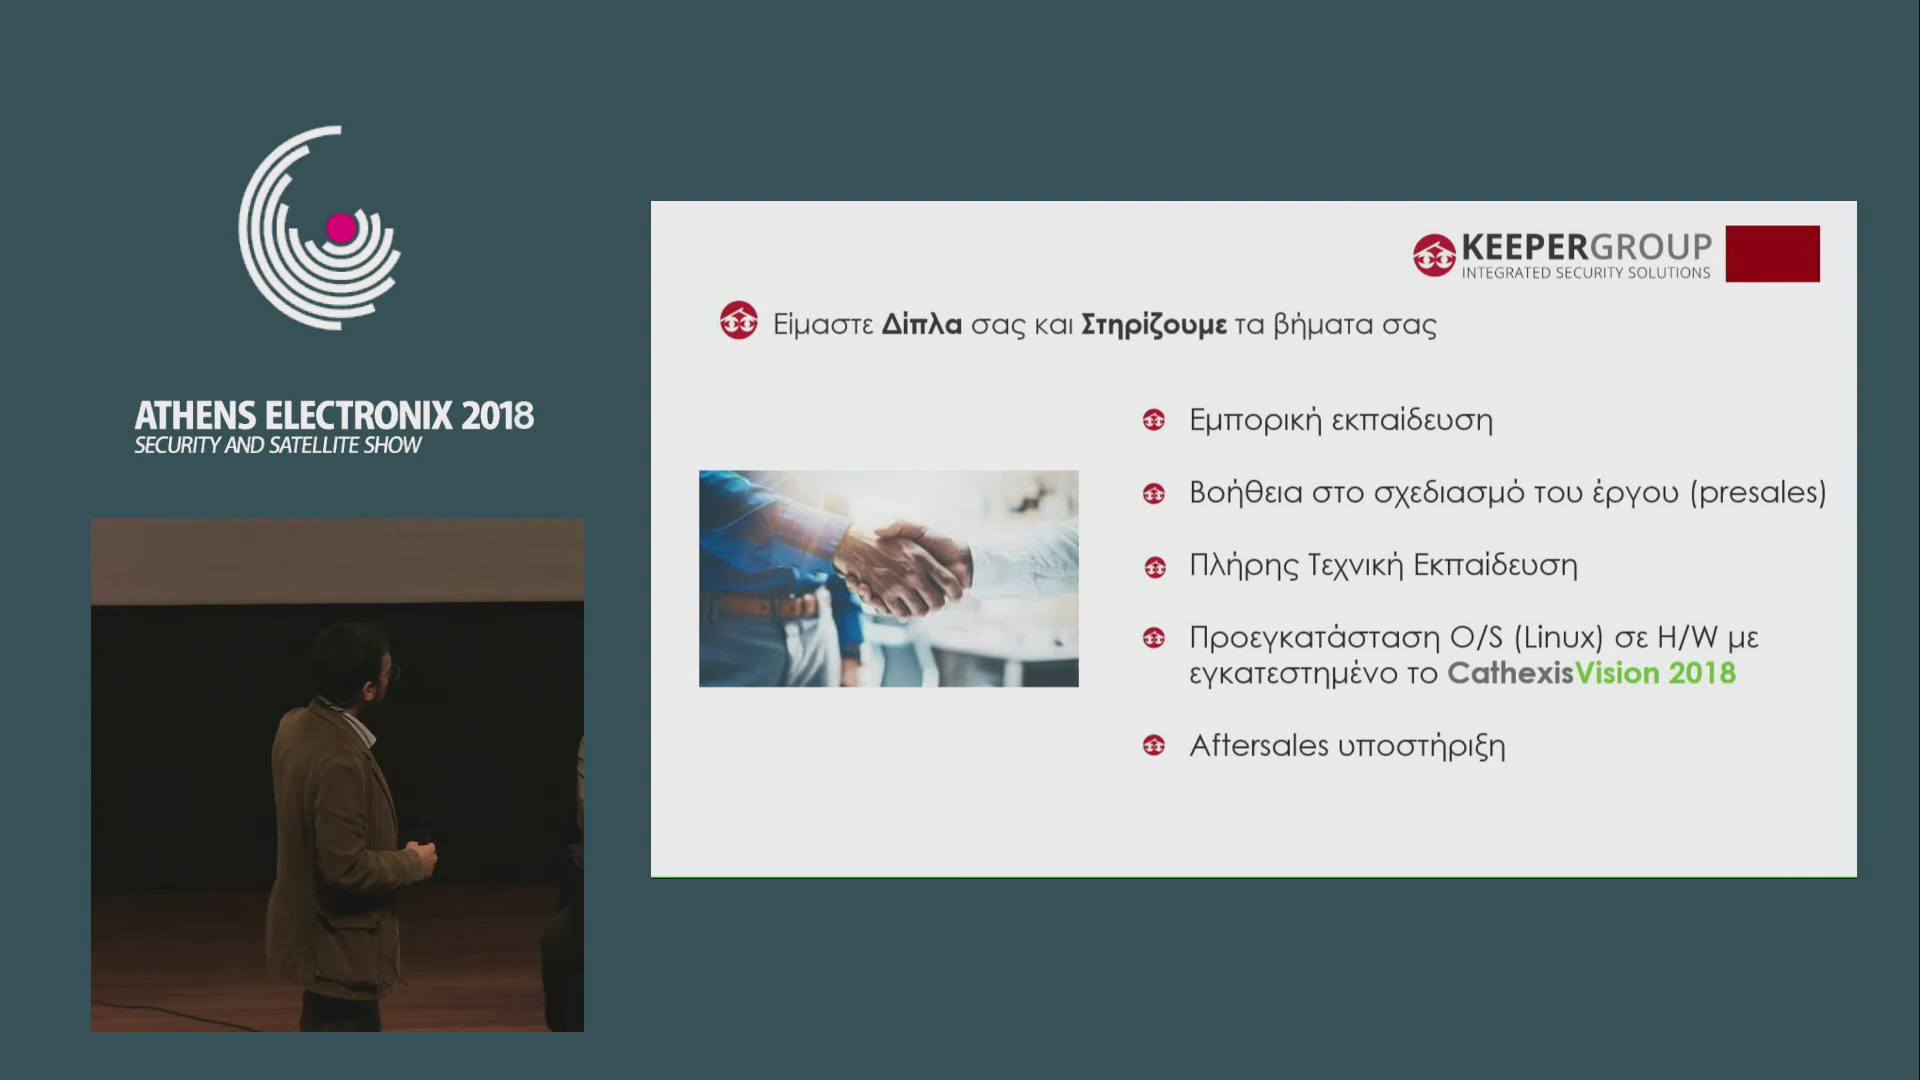 ATHENS ELECTRONIX 2018
SECURITY AND SATELLITE SHOW
KEEPERGROUP
INTEGRATED SECURITY SOLUTIONS
Είμαστε Δίπλα σας και Στηρίζουμε τα βήματα σας
Εμπορική εκπαίδευση
Βοήθεια στο σχεδιασμό του έργου (presales)
Πλήρης Τεχνική Εκπαίδευση
Προεγκατάσταση O/S (Linux) σε H/W με
εγκατεστημένο το CathexisVision 2018
Aftersales υποστήριξη